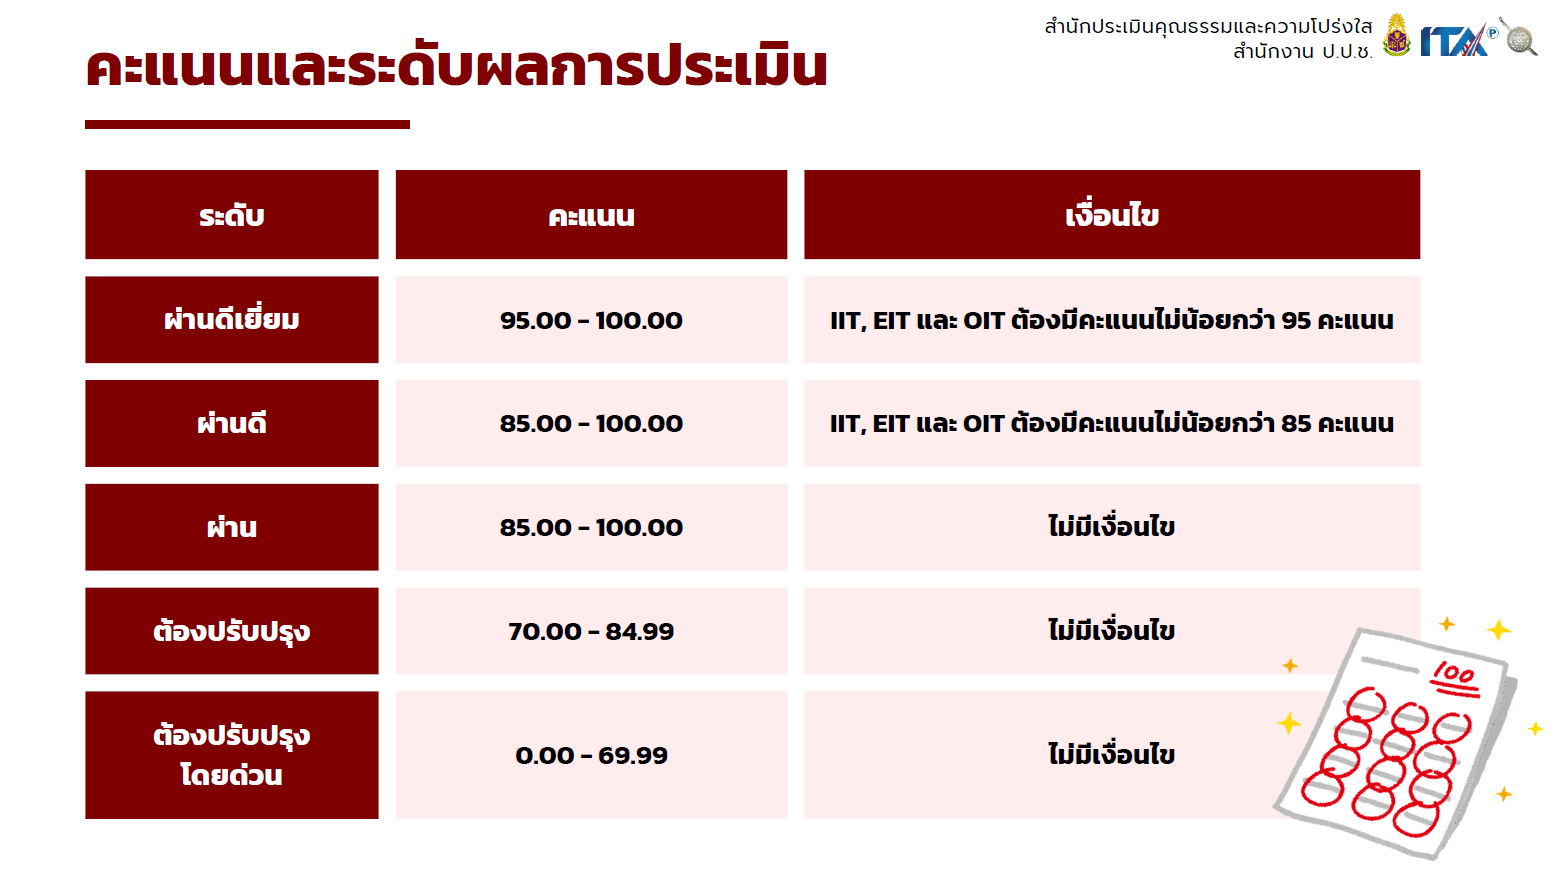 สำนักประเมินคุณธรรมและความโปร่งใส
สำนักงาน ป.ป.ช.
ITA P
คะแนนและระดับผลการประเมิน
ระดับ คะแนน เงื่อนไข
ผ่านดีเยี่ยม 95.00 - 100.00 IIT, EIT และ OIT ต้องมีคะแนนไม่น้อยกว่า 95 คะแนน
ผ่านดี 85.00 - 100.00 IIT, EIT และ OIT ต้องมีคะแนนไม่น้อยกว่า 85 คะแนน
ผ่าน 85.00 - 100.00 ไม่มีเงื่อนไข
ต้องปรับปรุง 70.00 - 84.99 ไม่มีเงื่อนไข
ต้องปรับปรุง
โดยด่วน 0.00 - 69.99 ไม่มีเงื่อนไข
100